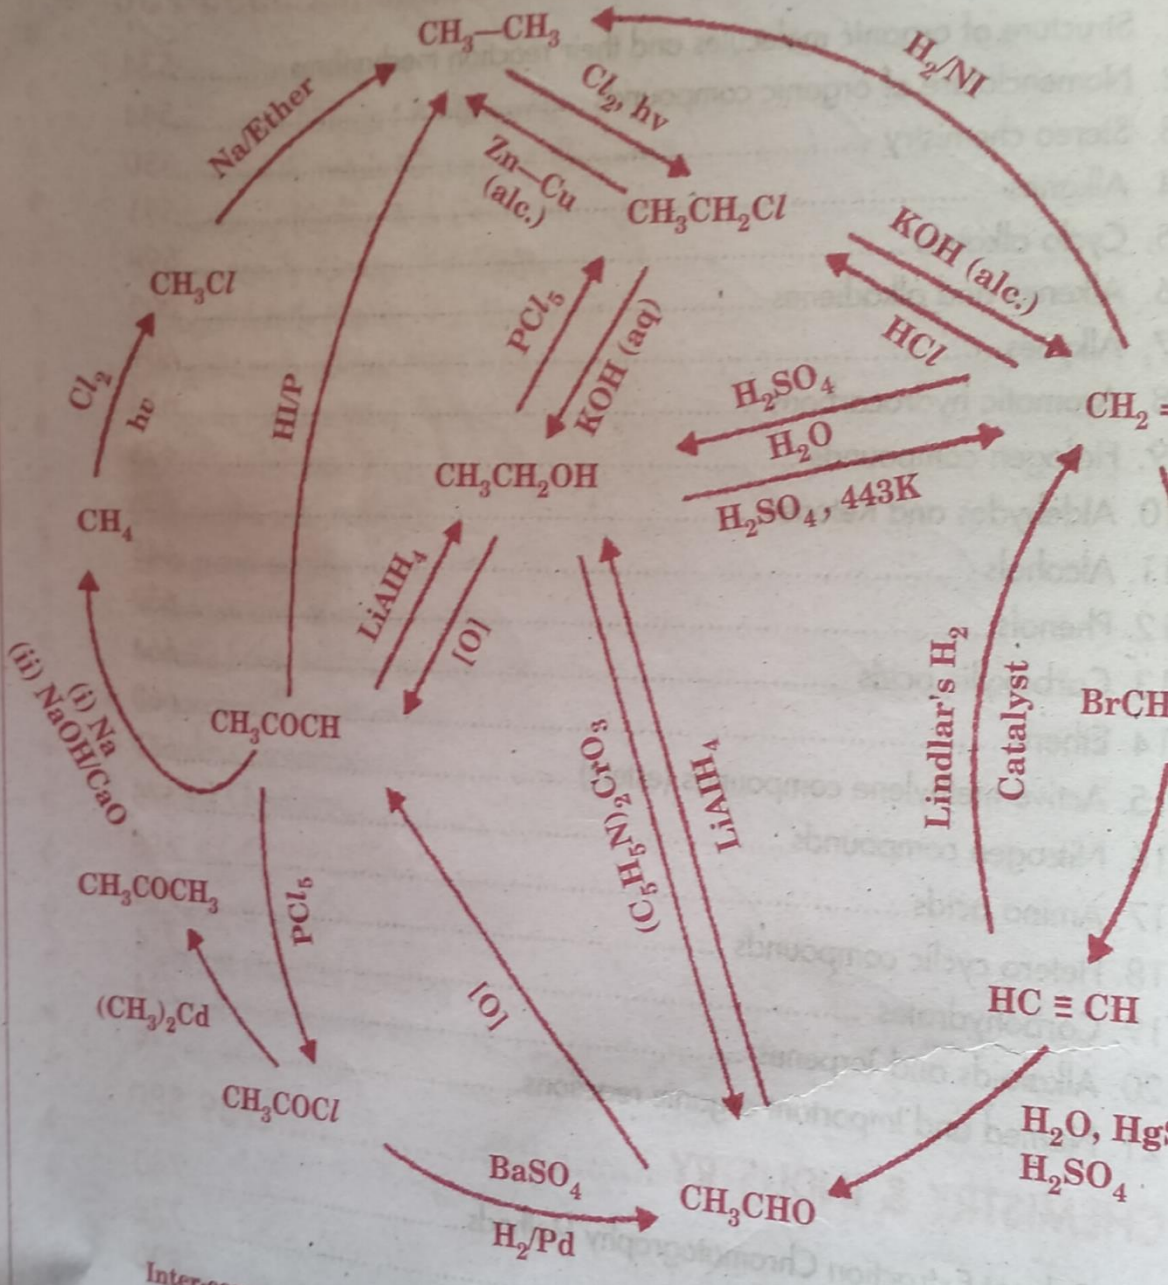 CH₃—CH₃
H₂/NI
Cl₂, hν
Na/Ether
Zn—Cu
(alc.)
CH₃CH₂Cl
KOH (alc.)
HCl
CH₃Cl
PCl₅
KOH (aq)
Cl₂
hν
HI/P
H₂SO₄
H₂O
CH₂ =
CH₃CH₂OH
H₂SO₄, 443K
CH₄
LiAlH₄
[O]
(i) Na
(ii) NaOH/CaO
CH₃COCH
(C₅H₅N)₂CrO₃
LiAlH₄
Lindlar's H₂
Catalyst
BrCH
CH₃COCH₃
PCl₅
(CH₃)₂Cd
[O]
HC ≡ CH
CH₃COCl
H₂O, Hg
H₂SO₄
BaSO₄
H₂/Pd
CH₃CHO